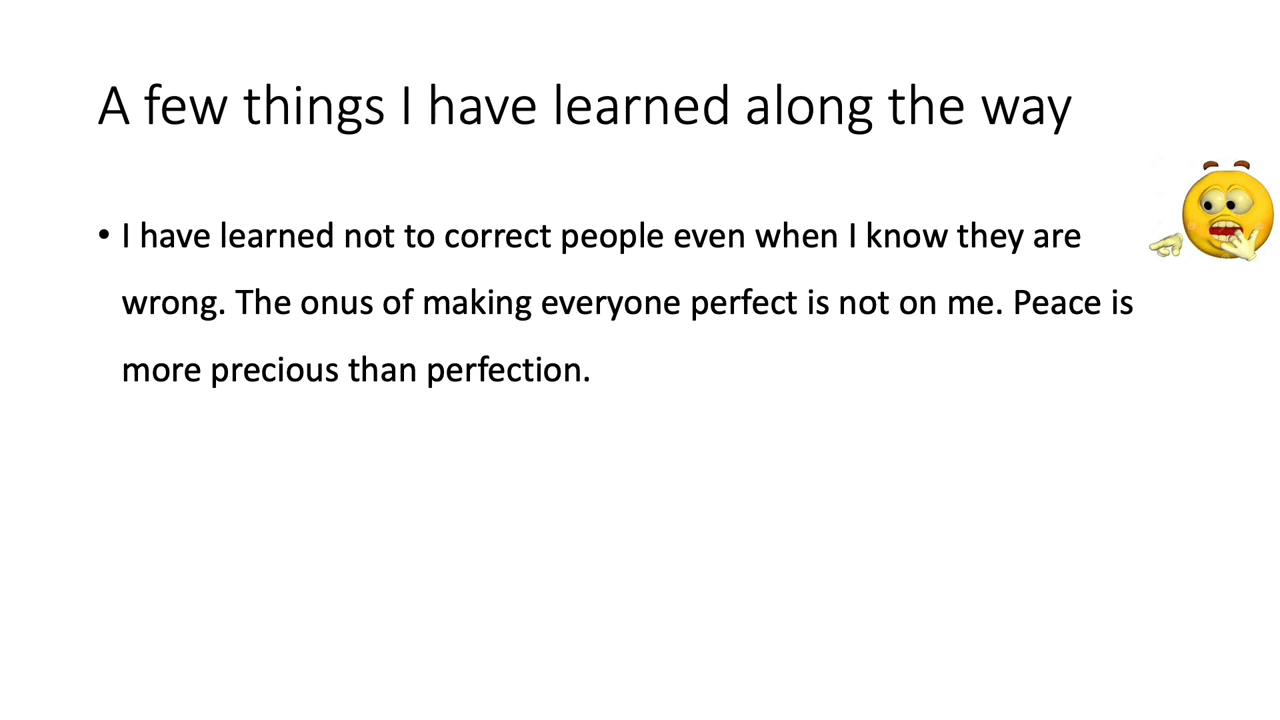 A few things I have learned along the way
• I have learned not to correct people even when I know they are
wrong. The onus of making everyone perfect is not on me. Peace is
more precious than perfection.